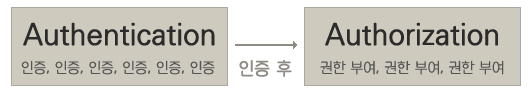 Authentication
인증, 인증, 인증, 인증, 인증, 인증
인증 후
Authorization
권한 부여, 권한 부여, 권한 부여